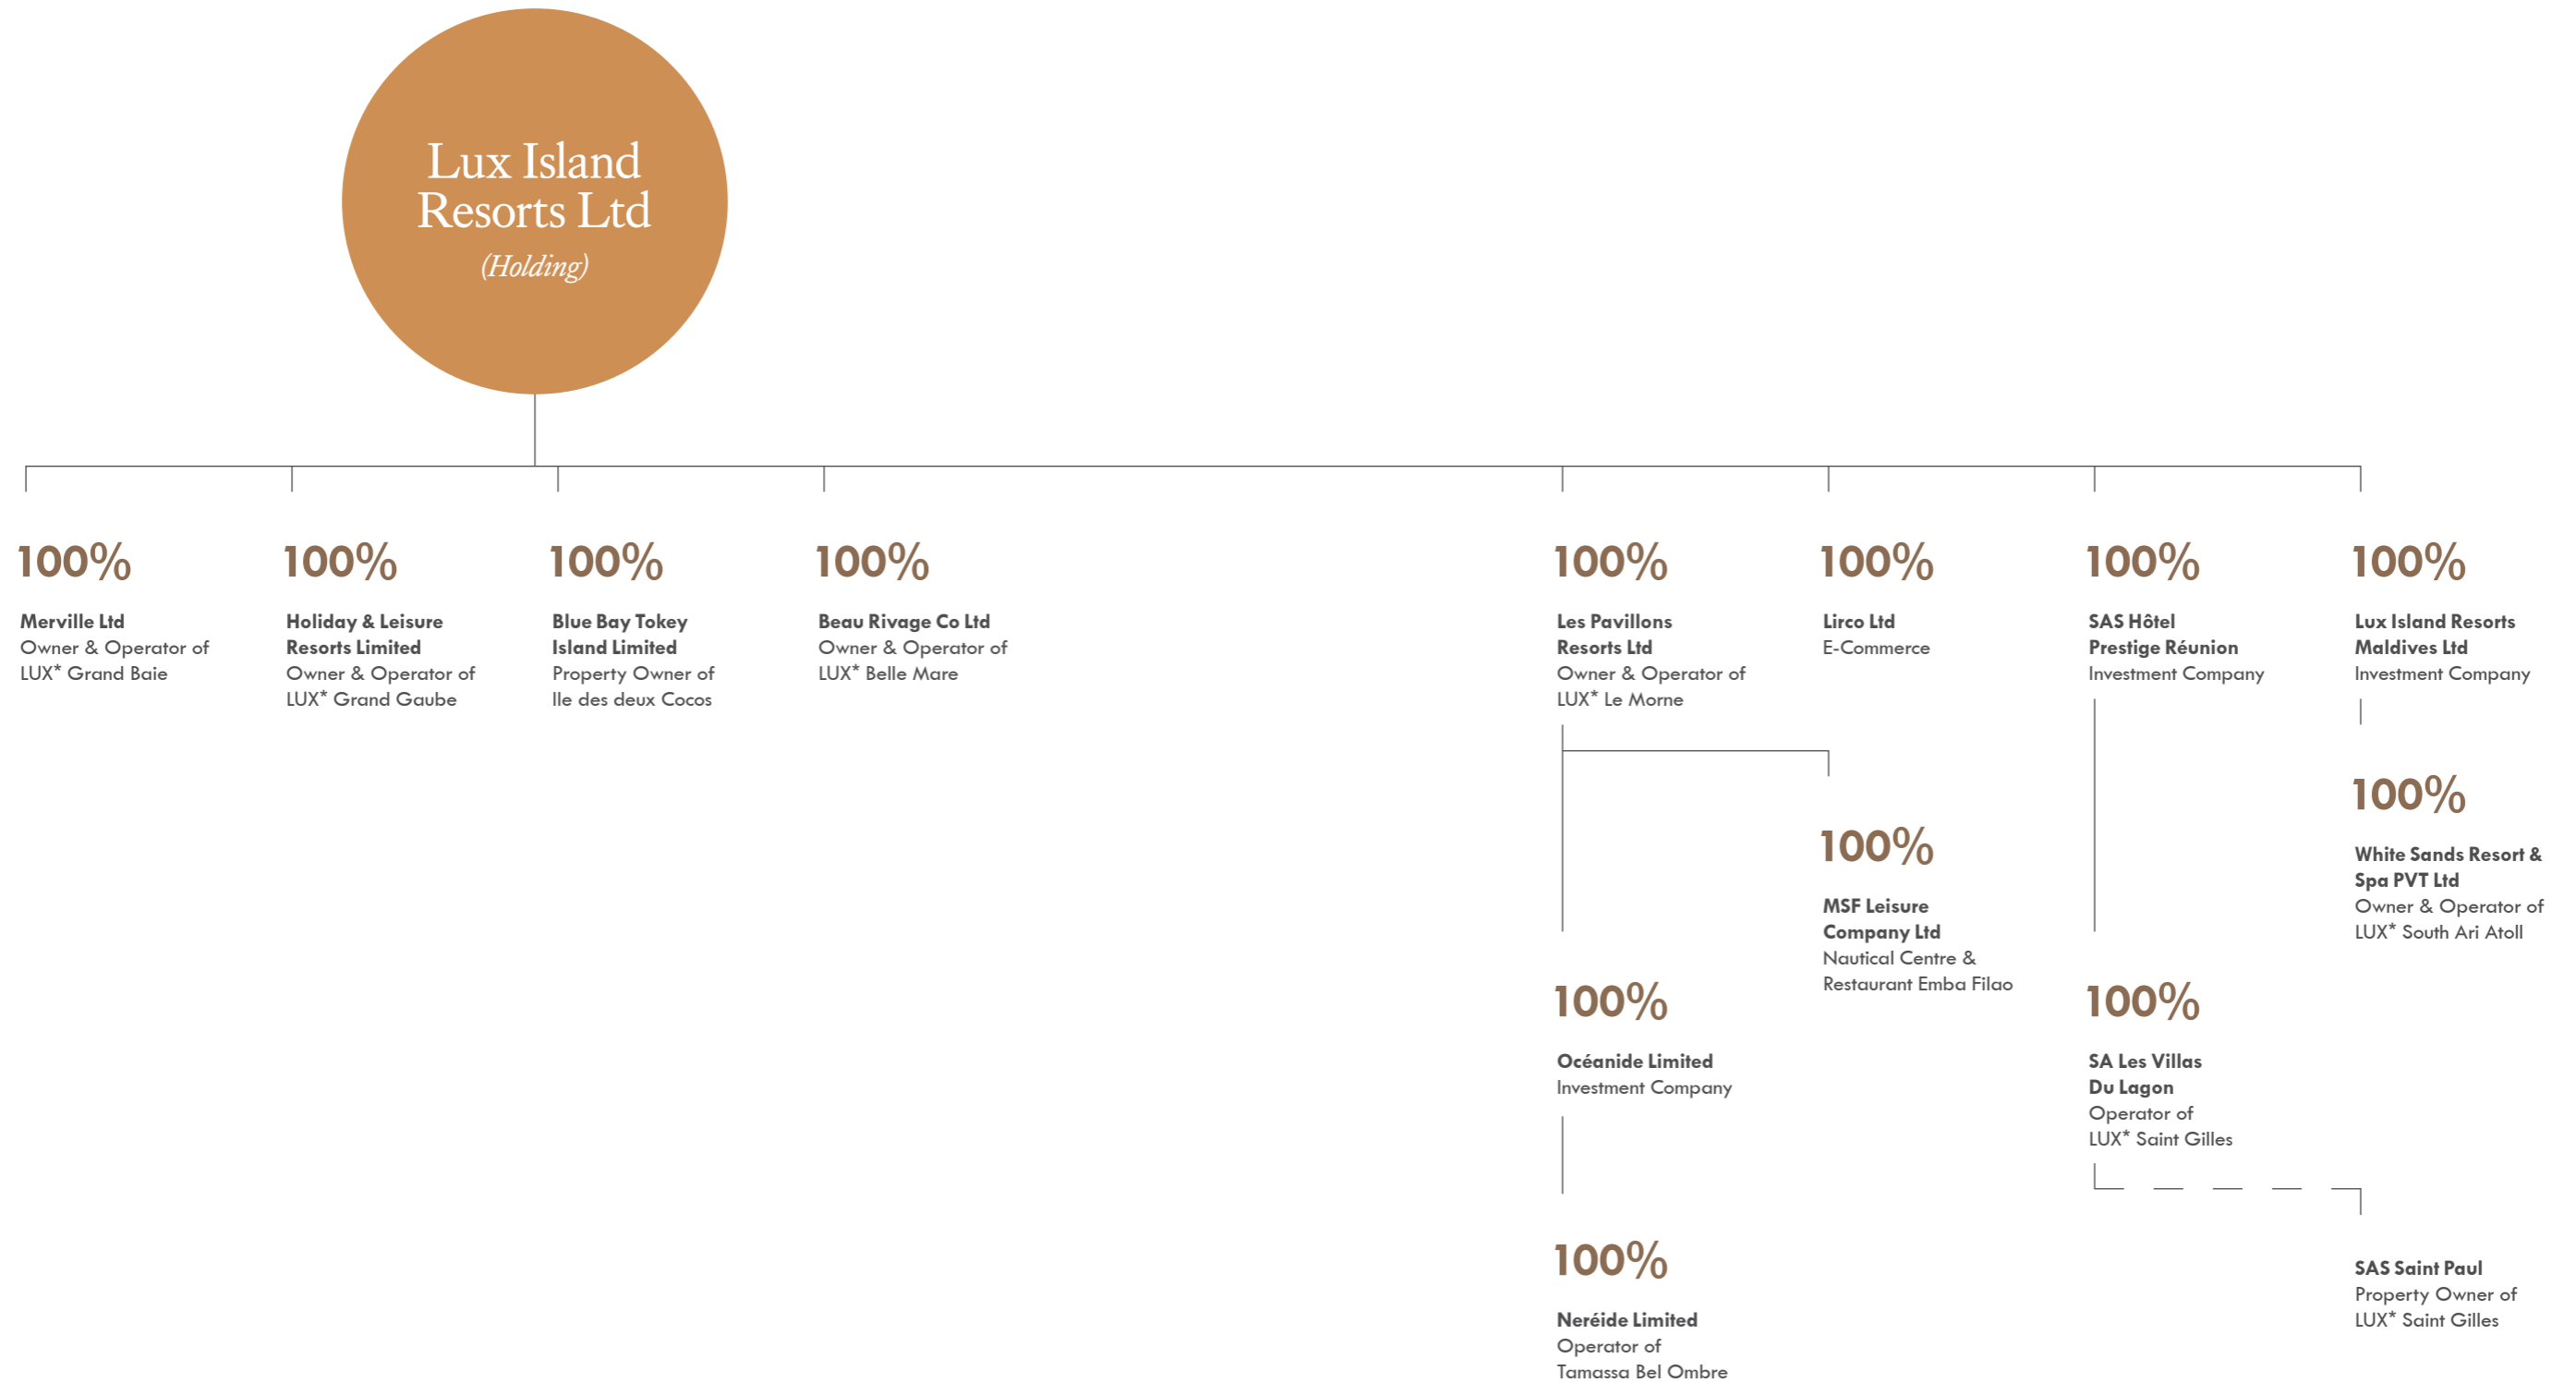 Lux Island
Resorts Ltd
(Holding)
100%
Merville Ltd
Owner & Operator of
LUX* Grand Baie
100%
Holiday & Leisure
Resorts Limited
Owner & Operator of
LUX* Grand Gaube
100%
Blue Bay Tokey
Island Limited
Property Owner of
Ile des deux Cocos
100%
Beau Rivage Co Ltd
Owner & Operator of
LUX* Belle Mare
100%
Les Pavillons
Resorts Ltd
Owner & Operator of
LUX* Le Morne
100%
Lirco Ltd
E-Commerce
100%
SAS Hôtel
Prestige Réunion
Investment Company
100%
Lux Island Resorts
Maldives Ltd
Investment Company
100%
White Sands Resort &
Spa PVT Ltd
Owner & Operator of
LUX* South Ari Atoll
100%
MSF Leisure
Company Ltd
Nautical Centre &
Restaurant Emba Filao
100%
Océanide Limited
Investment Company
100%
SA Les Villas
Du Lagon
Operator of
LUX* Saint Gilles
100%
Neréide Limited
Operator of
Tamassa Bel Ombre
SAS Saint Paul
Property Owner of
LUX* Saint Gilles